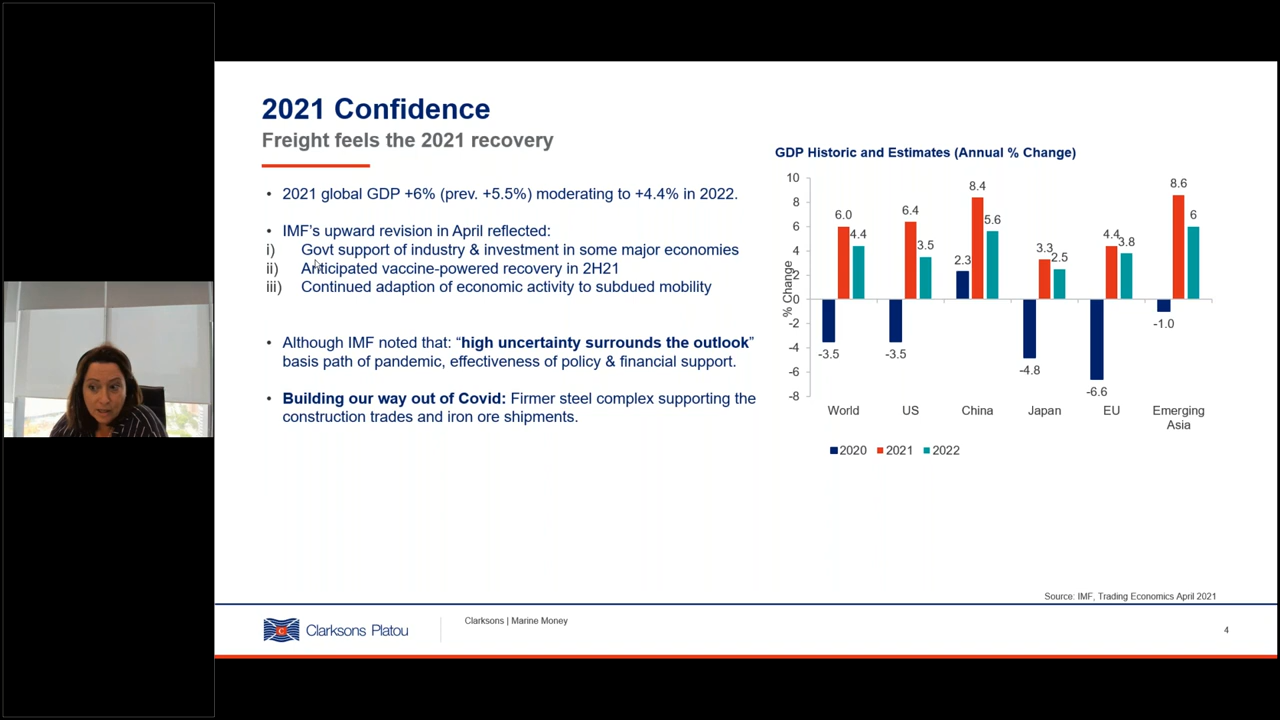 2021 Confidence
Freight feels the 2021 recovery
• 2021 global GDP +6% (prev. +5.5%) moderating to +4.4% in 2022.
• IMF's upward revision in April reflected:
i) Govt support of industry & investment in some major economies
ii) Anticipated vaccine-powered recovery in 2H21
iii) Continued adaption of economic activity to subdued mobility
• Although IMF noted that: “high uncertainty surrounds the outlook”
basis path of pandemic, effectiveness of policy & financial support.
• Building our way out of Covid: Firmer steel complex supporting the
construction trades and iron ore shipments.
GDP Historic and Estimates (Annual % Change)
% Change
10
8
6
4
2
0
-2
-4
-6
-8
-3.5 6.0 4.4
-3.5 6.4 3.5
2.3 8.4 5.6
-4.8 3.3 2.5
-6.6 4.4 3.8
-1.0 8.6 6
World US China Japan EU Emerging
Asia
2020 2021 2022
Source: IMF, Trading Economics April 2021
Clarksons Platou
Clarksons | Marine Money
4